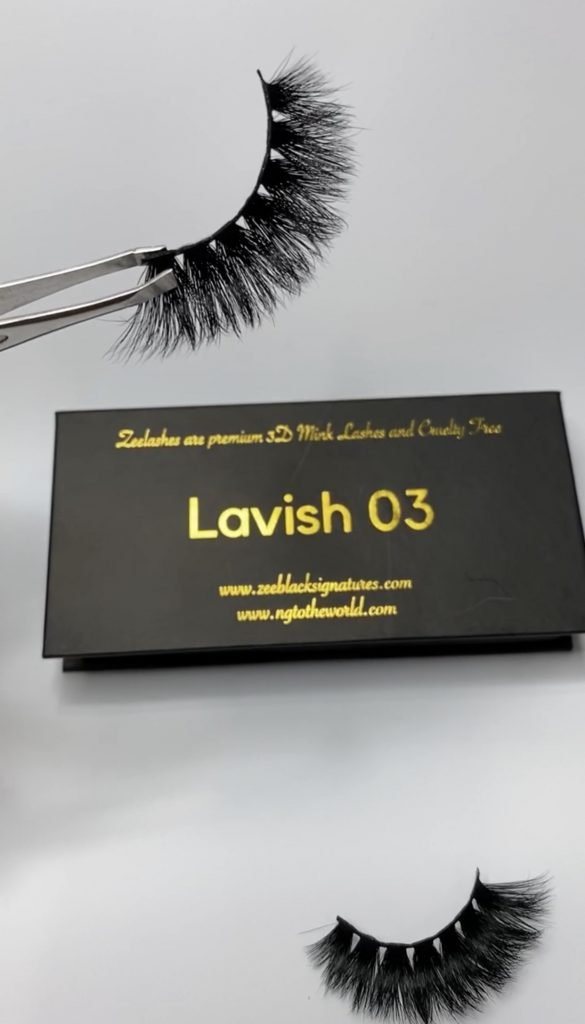 Zeelashes are premium 3D Mink Lashes and Cruelty Free
Lavish 03
www.zeeblacksignatures.com
www.ngtotheworld.com